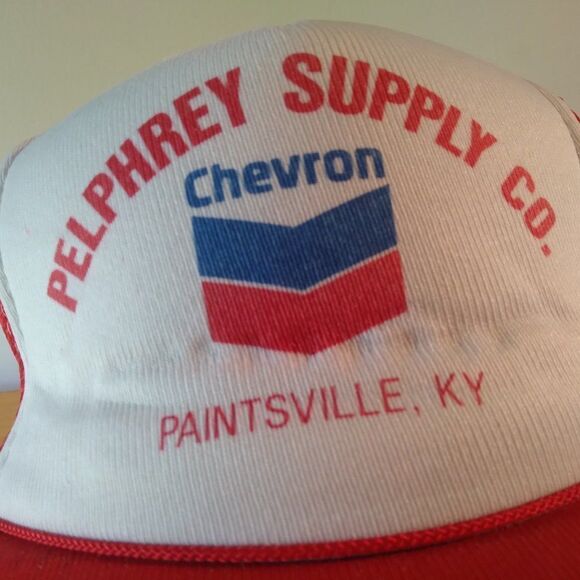 PELPHREY SUPPLY CO.
Chevron
PAINTSVILLE, KY